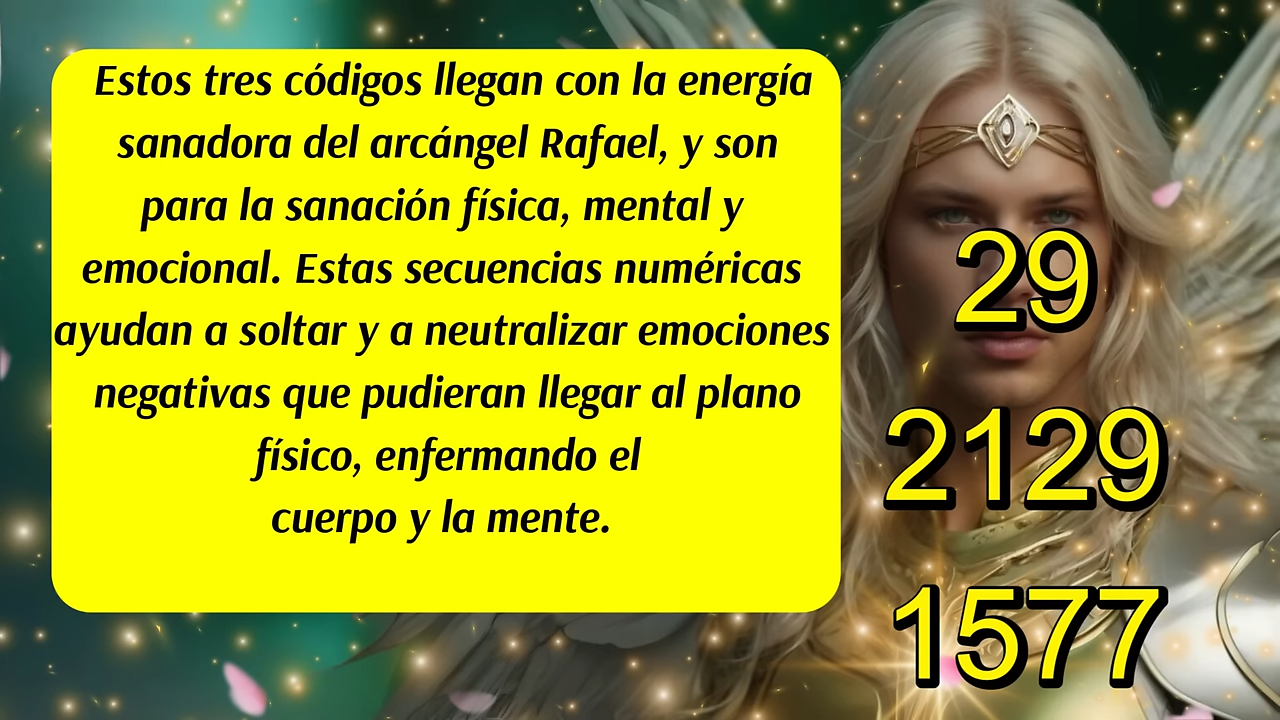 Estos tres códigos llegan con la energía
sanadora del arcángel Rafael, y son
para la sanación física, mental y
emocional. Estas secuencias numéricas
ayudan a soltar y a neutralizar emociones
negativas que pudieran llegar al plano
físico, enfermando el
cuerpo y la mente.
29
2129
1577